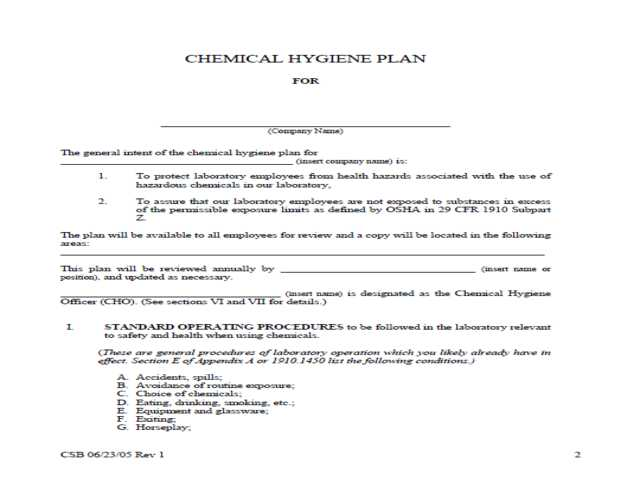 CHEMICAL HYGIENE PLAN
FOR
(Company Name)
The general intent of the chemical hygiene plan for
(insert company name) is:
1. To protect laboratory employees from health hazards associated with the use of
hazardous chemicals in our laboratory,
2. To assure that our laboratory employees are not exposed to substances in excess
of the permissible exposure limits as defined by OSHA in 29 CFR 1910 Subpart
Z.
The plan will be available to all employees for review and a copy will be located in the following
areas:
This plan will be reviewed annually by ______ (insert name or
position), and updated as necessary.
______ (insert name) is designated as the Chemical Hygiene
Officer (CHO). (See sections VI and VII for details.)
I. STANDARD OPERATING PROCEDURES to be followed in the laboratory relevant
to safety and health when using chemicals.
(These are general procedures of laboratory operation which you likely already have in
effect. Section E of Appendix A or 1910.1450 list the following conditions.)
A. Accidents, spills;
B. Avoidance of routine exposure;
C. Choice of chemicals;
D. Eating, drinking, smoking, etc.;
E. Equipment and glassware;
F. Exiting;
G. Horseplay;
CSB 06/23/05 Rev 1 2